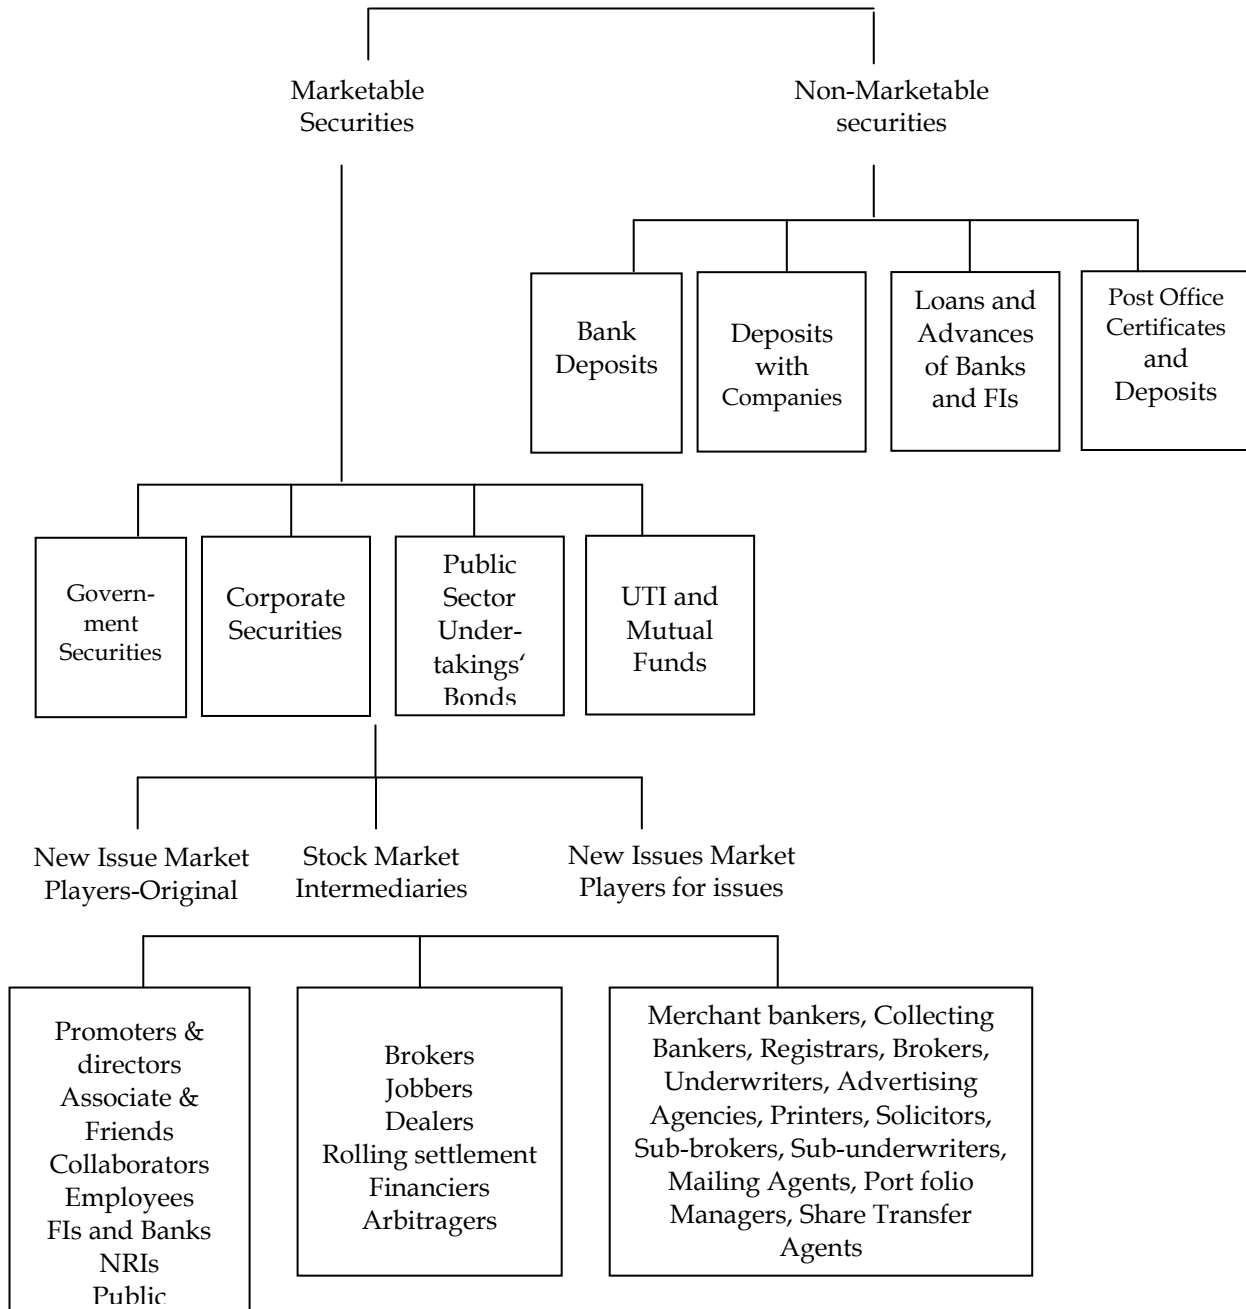 Marketable
Securities
Non-Marketable
securities
Bank
Deposits
Deposits
with
Companies
Loans and
Advances
of Banks
and FIs
Post Office
Certificates
and
Deposits
Govern-
ment
Securities
Corporate
Securities
Public
Sector
Under-
takings‘
Bonds
UTI and
Mutual
Funds
New Issue Market
Players-Original
Stock Market
Intermediaries
New Issues Market
Players for issues
Promoters &
directors
Associate &
Friends
Collaborators
Employees
FIs and Banks
NRIs
Public
Brokers
Jobbers
Dealers
Rolling settlement
Financiers
Arbitragers
Merchant bankers, Collecting
Bankers, Registrars, Brokers,
Underwriters, Advertising
Agencies, Printers, Solicitors,
Sub-brokers, Sub-underwriters,
Mailing Agents, Port folio
Managers, Share Transfer
Agents